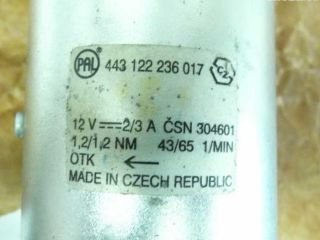 PAL 443 122 236 017 CZ
12 V⎓2/3 A ČSN 304601
1,2/1,2 NM 43/65 1/MIN
OTK ←
MADE IN CZECH REPUBLIC